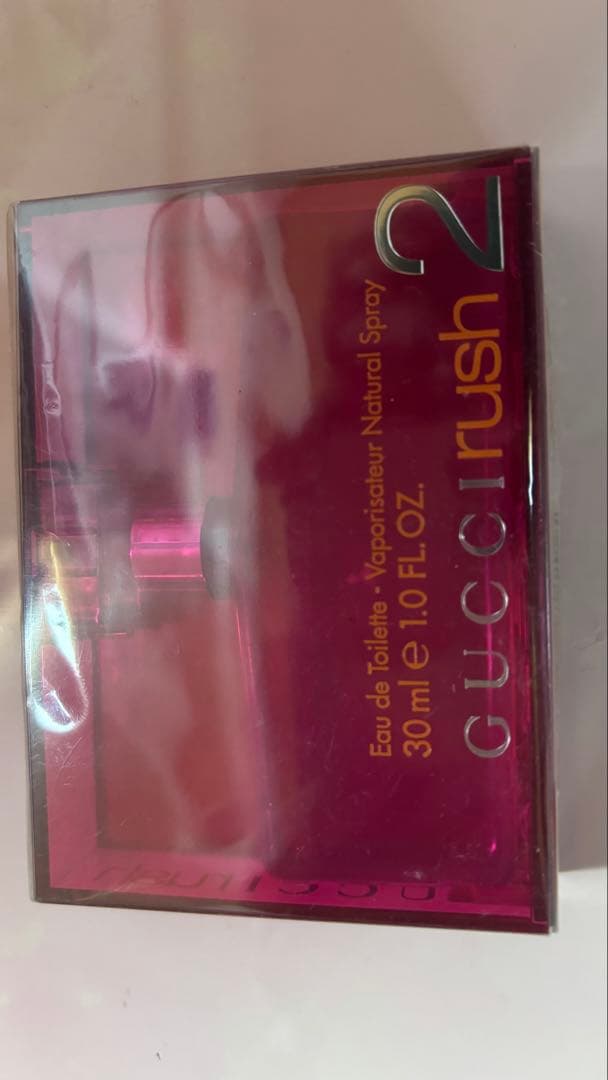 Eau de Toilette · Vaporisateur Natural Spray
30 ml e 1.0 FL.OZ.
GUCCI rush 2